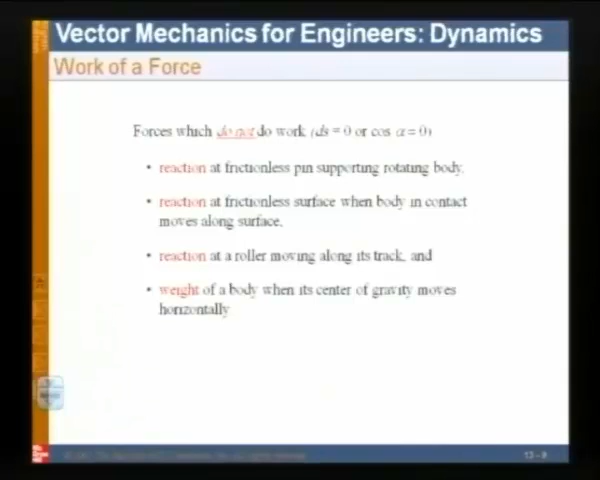 Vector Mechanics for Engineers: Dynamics
Work of a Force
Forces which do not do work (ds = 0 or cos α = 0)
• reaction at frictionless pin supporting rotating body,
• reaction at frictionless surface when body in contact
moves along surface,
• reaction at a roller moving along its track, and
• weight of a body when its center of gravity moves
horizontally